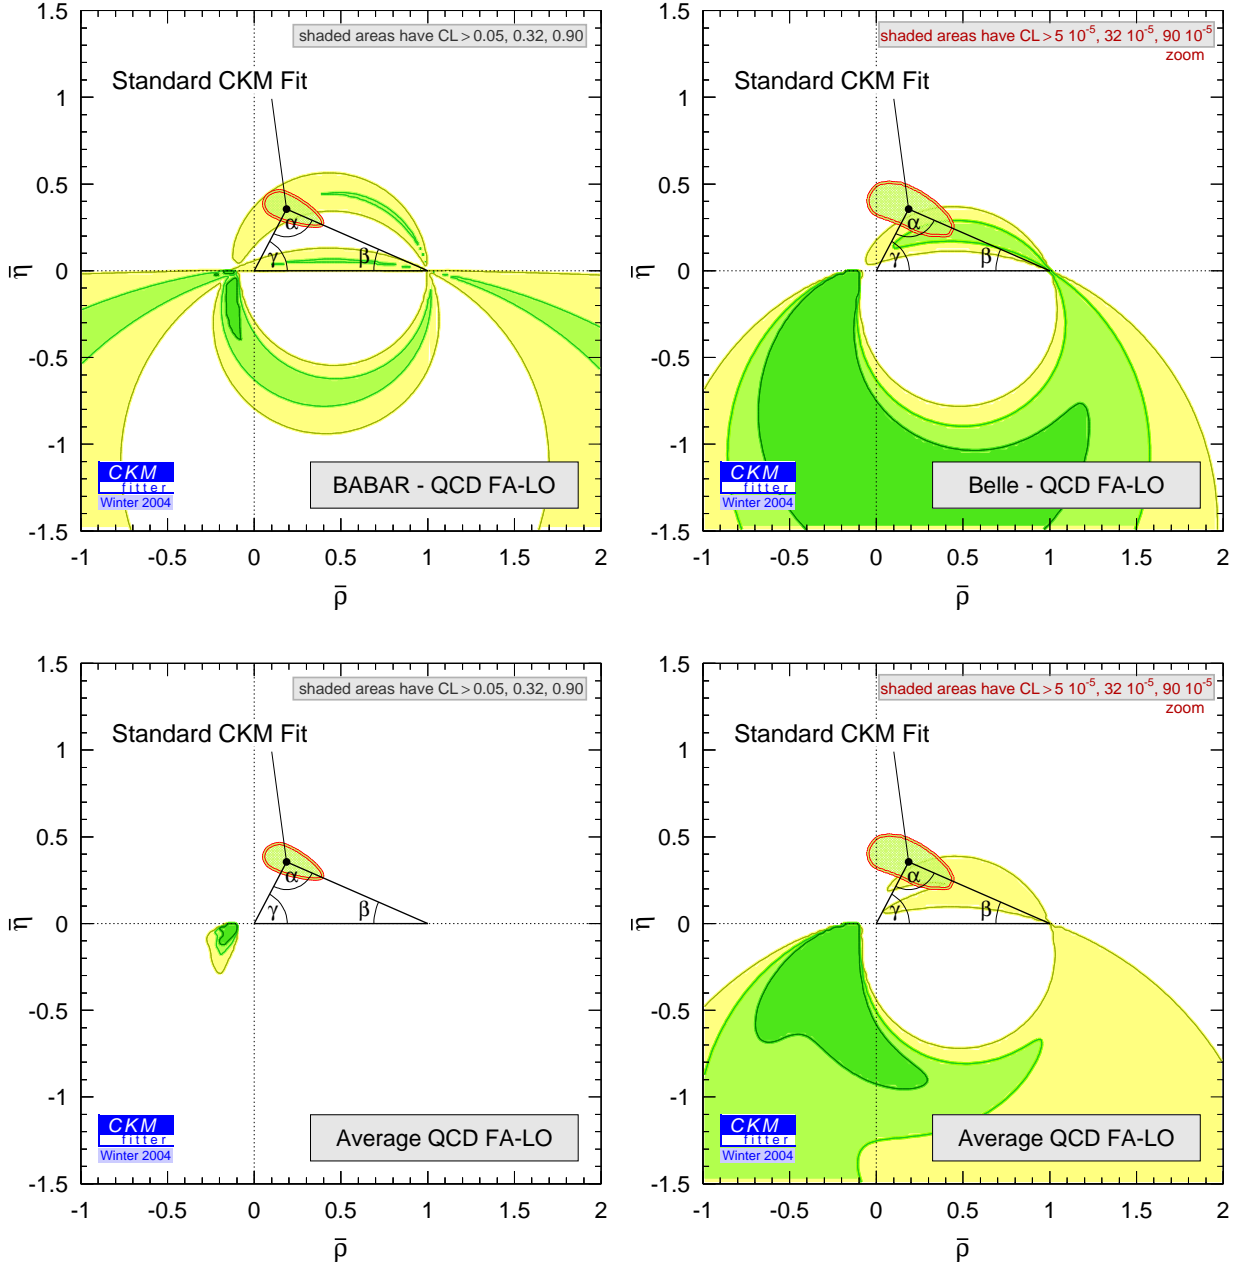 shaded areas have CL > 0.05, 0.32, 0.90
Standard CKM Fit
α
γ
β
1.5
1
0.5
0
-0.5
-1
-1.5
η̅
CKM
fitter
Winter 2004
BABAR - QCD FA-LO
-1 -0.5 0 0.5 1 1.5 2
ρ̅
shaded areas have CL > 5 10⁻⁵, 32 10⁻⁵, 90 10⁻⁵
zoom
Standard CKM Fit
α
γ
β
1.5
1
0.5
0
-0.5
-1
-1.5
η̅
CKM
fitter
Winter 2004
Belle - QCD FA-LO
-1 -0.5 0 0.5 1 1.5 2
ρ̅
shaded areas have CL > 0.05, 0.32, 0.90
Standard CKM Fit
α
γ
β
1.5
1
0.5
0
-0.5
-1
-1.5
η̅
CKM
fitter
Winter 2004
Average QCD FA-LO
-1 -0.5 0 0.5 1 1.5 2
ρ̅
shaded areas have CL > 5 10⁻⁵, 32 10⁻⁵, 90 10⁻⁵
zoom
Standard CKM Fit
α
γ
β
1.5
1
0.5
0
-0.5
-1
-1.5
η̅
CKM
fitter
Winter 2004
Average QCD FA-LO
-1 -0.5 0 0.5 1 1.5 2
ρ̅